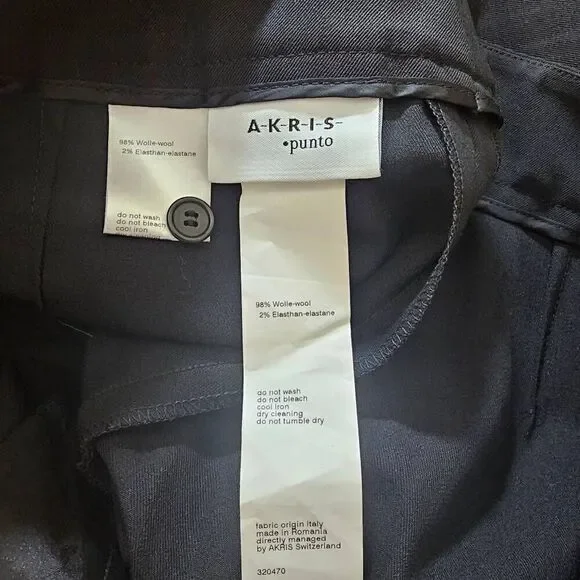 98% Wolle-wool
2% Elasthan-elastane
do not wash
do not bleach
cool iron
A-K-R-I-S-
•punto
98% Wolle-wool
2% Elasthan-elastane
do not wash
do not bleach
cool iron
dry cleaning
do not tumble dry
fabric origin Italy
made in Romania
directly managed
by AKRIS Switzerland
320470